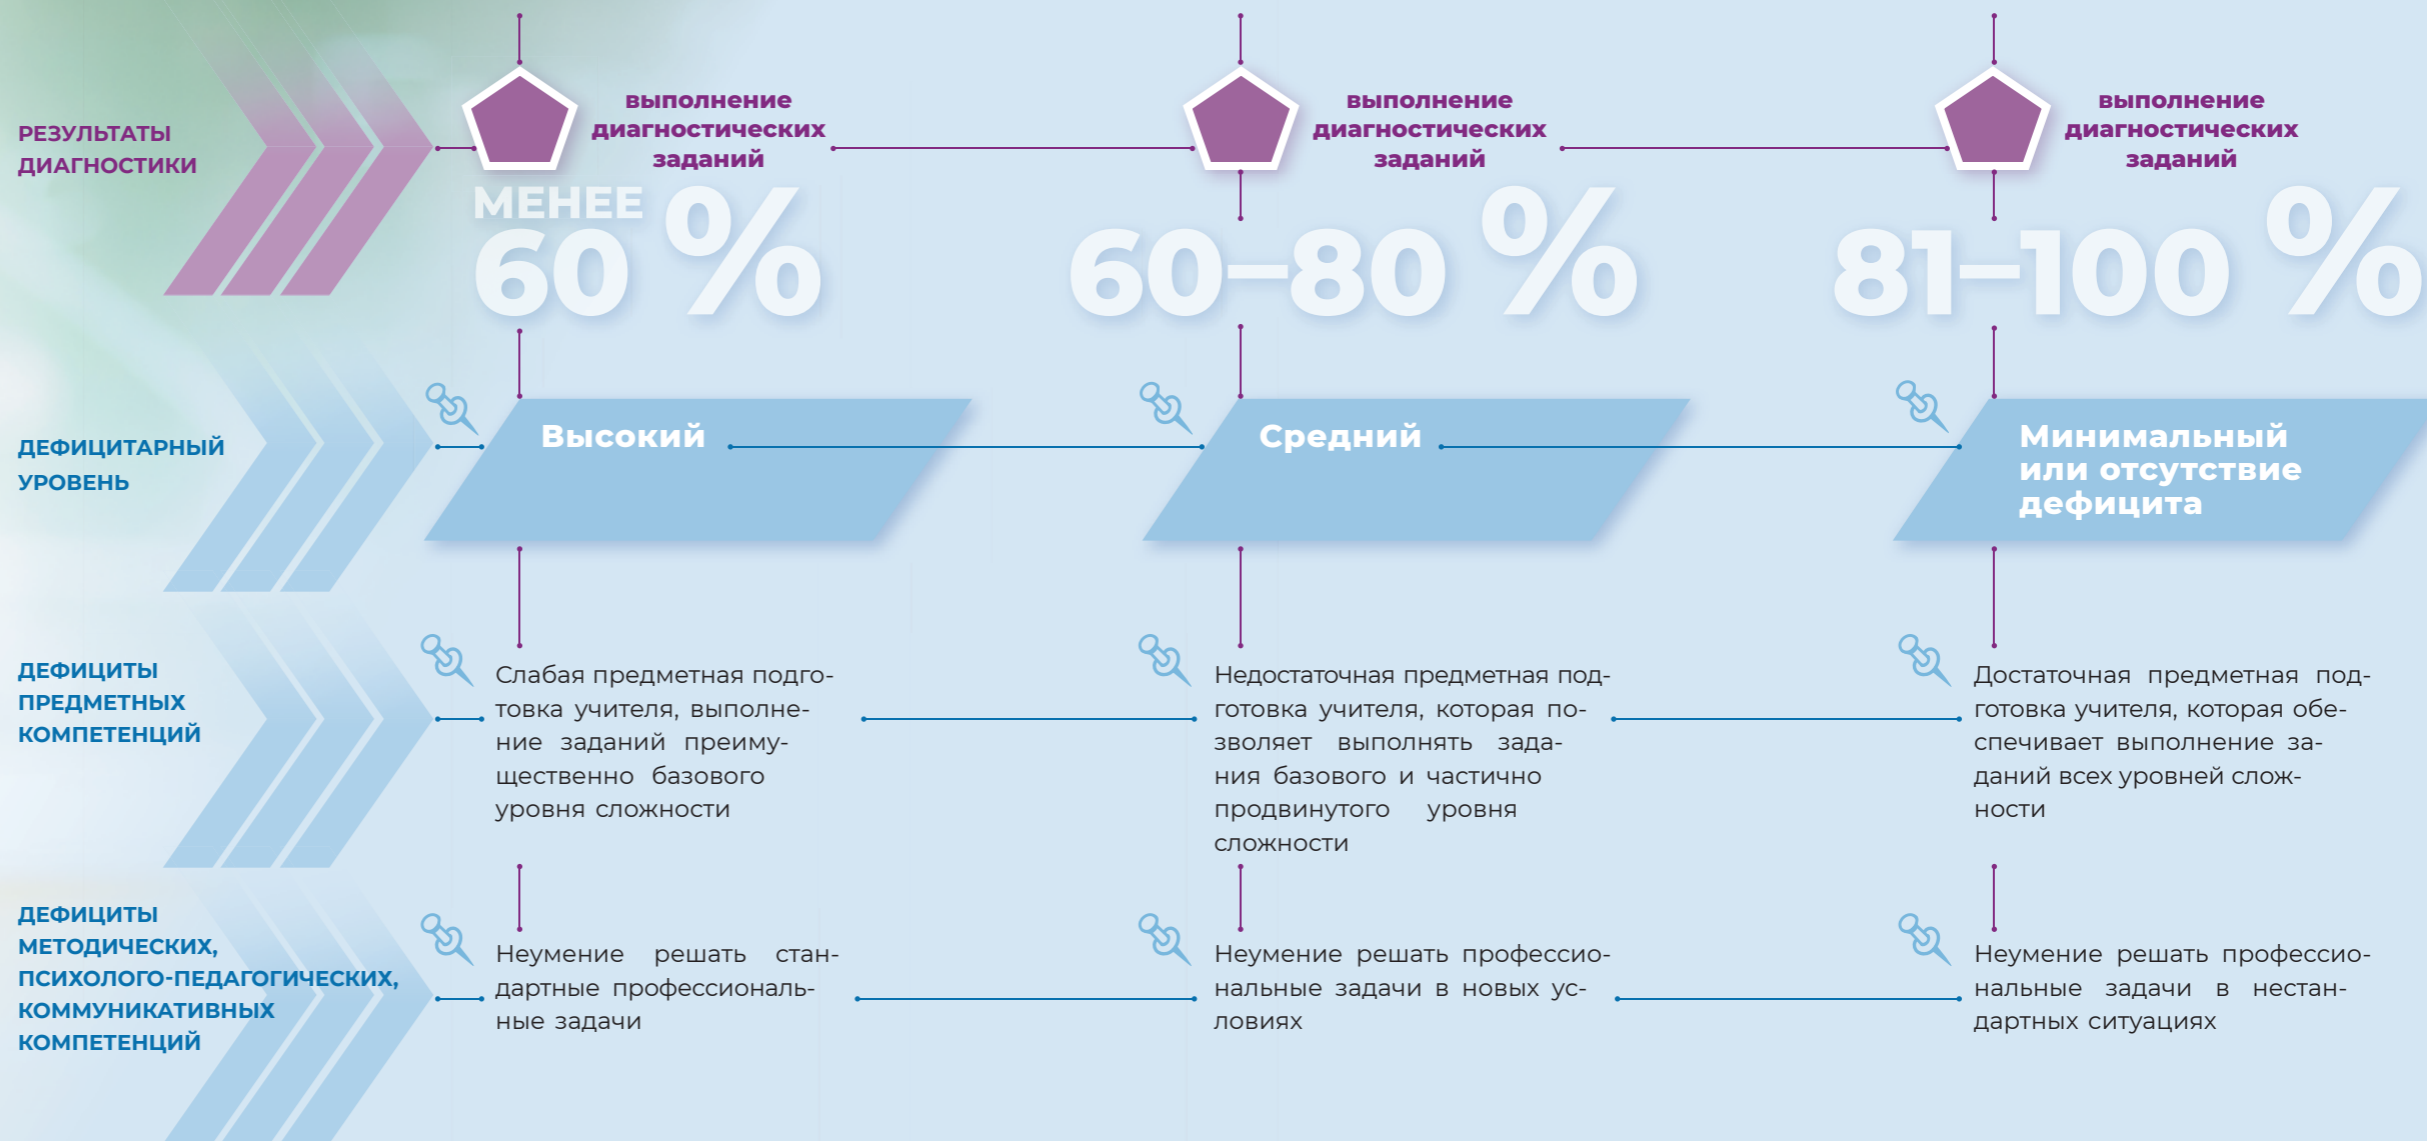 РЕЗУЛЬТАТЫ
ДИАГНОСТИКИ
выполнение
диагностических
заданий
МЕНЕЕ
60 %
выполнение
диагностических
заданий
60–80 %
выполнение
диагностических
заданий
81–100 %
ДЕФИЦИТАРНЫЙ
УРОВЕНЬ
Высокий
Средний
Минимальный
или отсутствие
дефицита
ДЕФИЦИТЫ
ПРЕДМЕТНЫХ
КОМПЕТЕНЦИЙ
Слабая предметная подго-
товка учителя, выполне-
ние заданий преиму-
щественно базового
уровня сложности
Недостаточная предметная под-
готовка учителя, которая по-
зволяет выполнять зада-
ния базового и частично
продвинутого уровня
сложности
Достаточная предметная под-
готовка учителя, которая обе-
спечивает выполнение за-
даний всех уровней слож-
ности
ДЕФИЦИТЫ
МЕТОДИЧЕСКИХ,
ПСИХОЛОГО-ПЕДАГОГИЧЕСКИХ,
КОММУНИКАТИВНЫХ
КОМПЕТЕНЦИЙ
Неумение решать стан-
дартные профессиональ-
ные задачи
Неумение решать профессио-
нальные задачи в новых ус-
ловиях
Неумение решать профессио-
нальные задачи в нестан-
дартных ситуациях